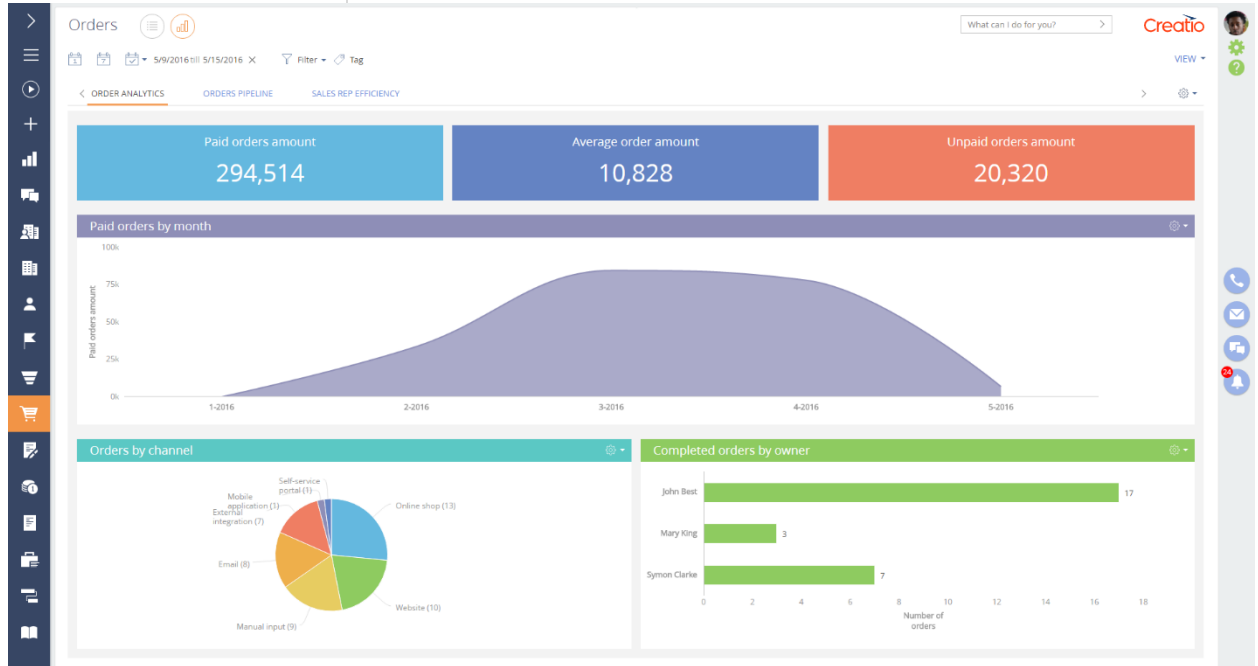 Orders
What can I do for you?
Creatio
5/9/2016 till 5/15/2016
Filter
Tag
VIEW
ORDER ANALYTICS
ORDERS PIPELINE
SALES REP EFFICIENCY
Paid orders amount
294,514
Average order amount
10,828
Unpaid orders amount
20,320
Paid orders by month
Paid orders amount
100k
75k
50k
25k
0k
1-2016
2-2016
3-2016
4-2016
5-2016
24
Orders by channel
Self-service
portal (1)
Mobile
application (1)
External
integration (7)
Email (8)
Manual input (9)
Online shop (13)
Website (10)
Completed orders by owner
John Best
17
Mary King
3
Symon Clarke
7
0
2
4
6
8
10
12
14
16
18
Number of
orders